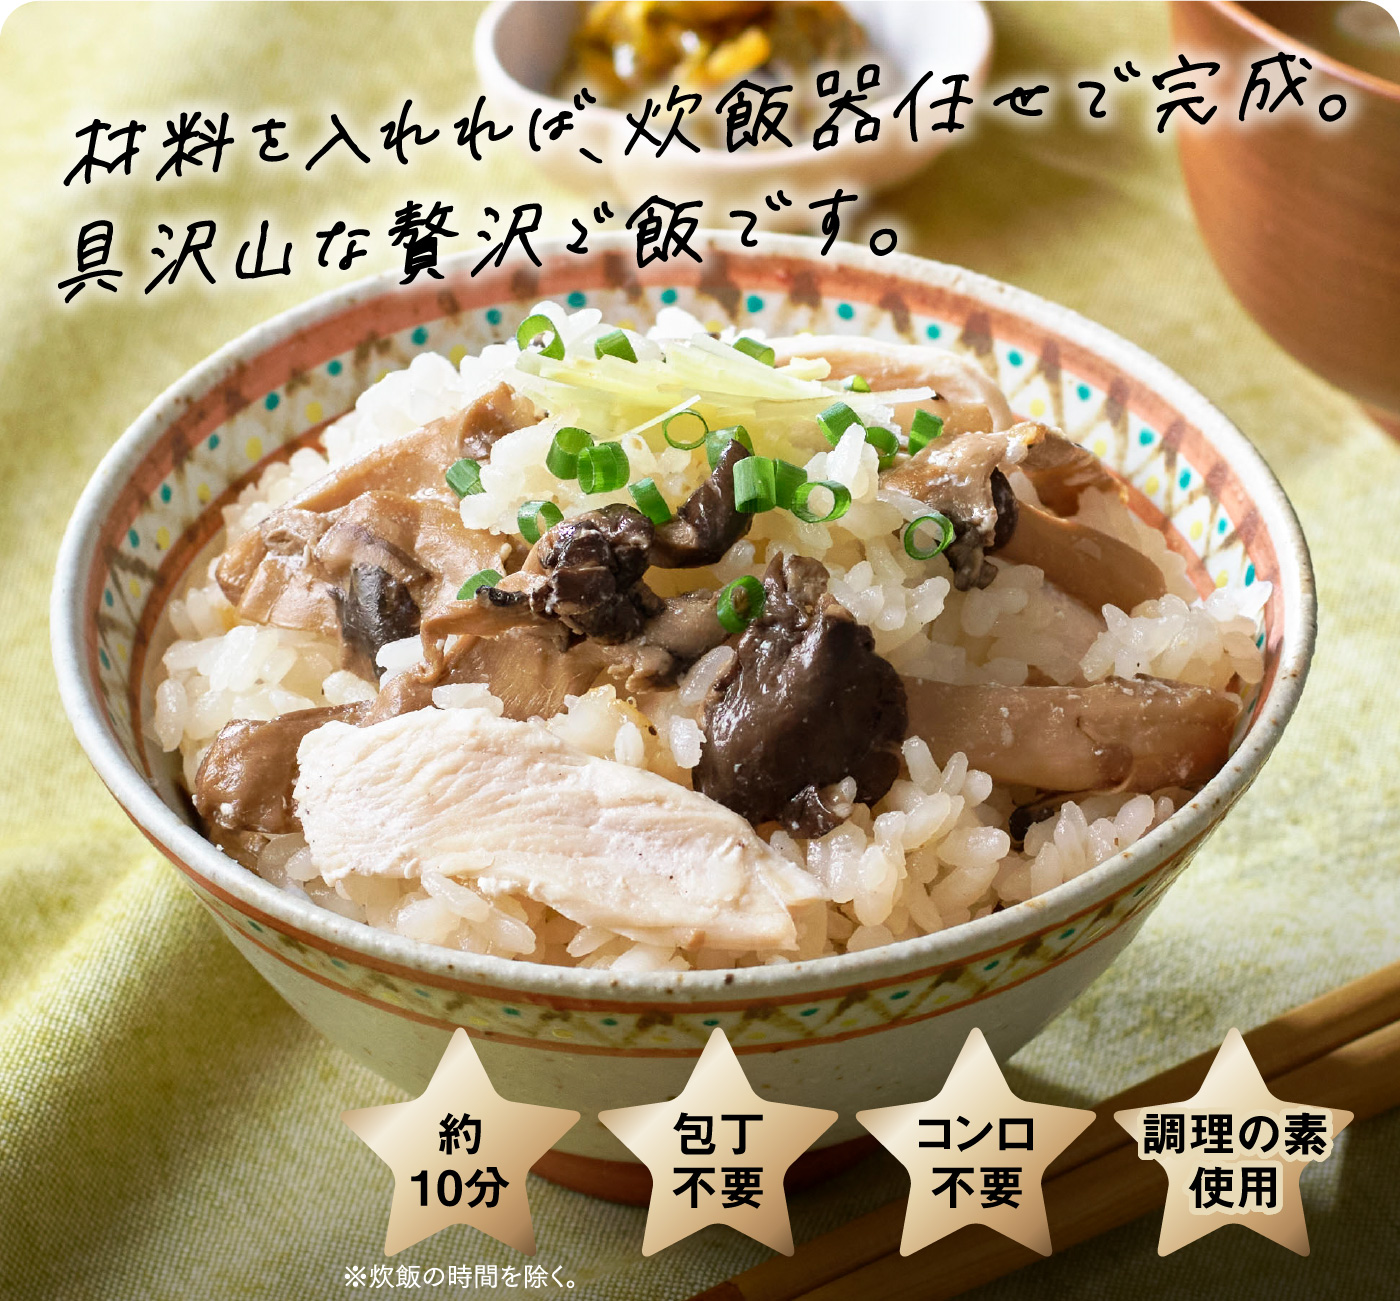 材料を入れれば、炊飯器任せで完成。
具沢山な贅沢ご飯です。
約
10分
包丁
不要
コンロ
不要
調理の素
使用
※炊飯の時間を除く。